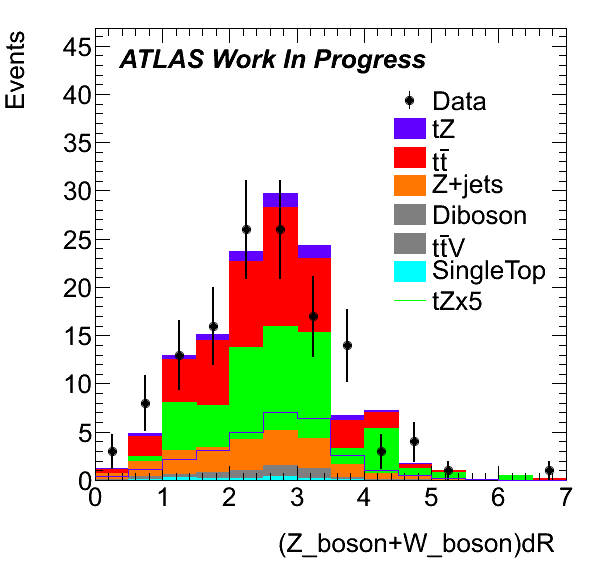 Events
45
40
35
30
25
20
15
10
5
0
ATLAS Work In Progress
Data
tZ
tt̄
Z+jets
Diboson
tt̄V
SingleTop
tZx5
0 1 2 3 4 5 6 7
(Z_boson+W_boson)dR